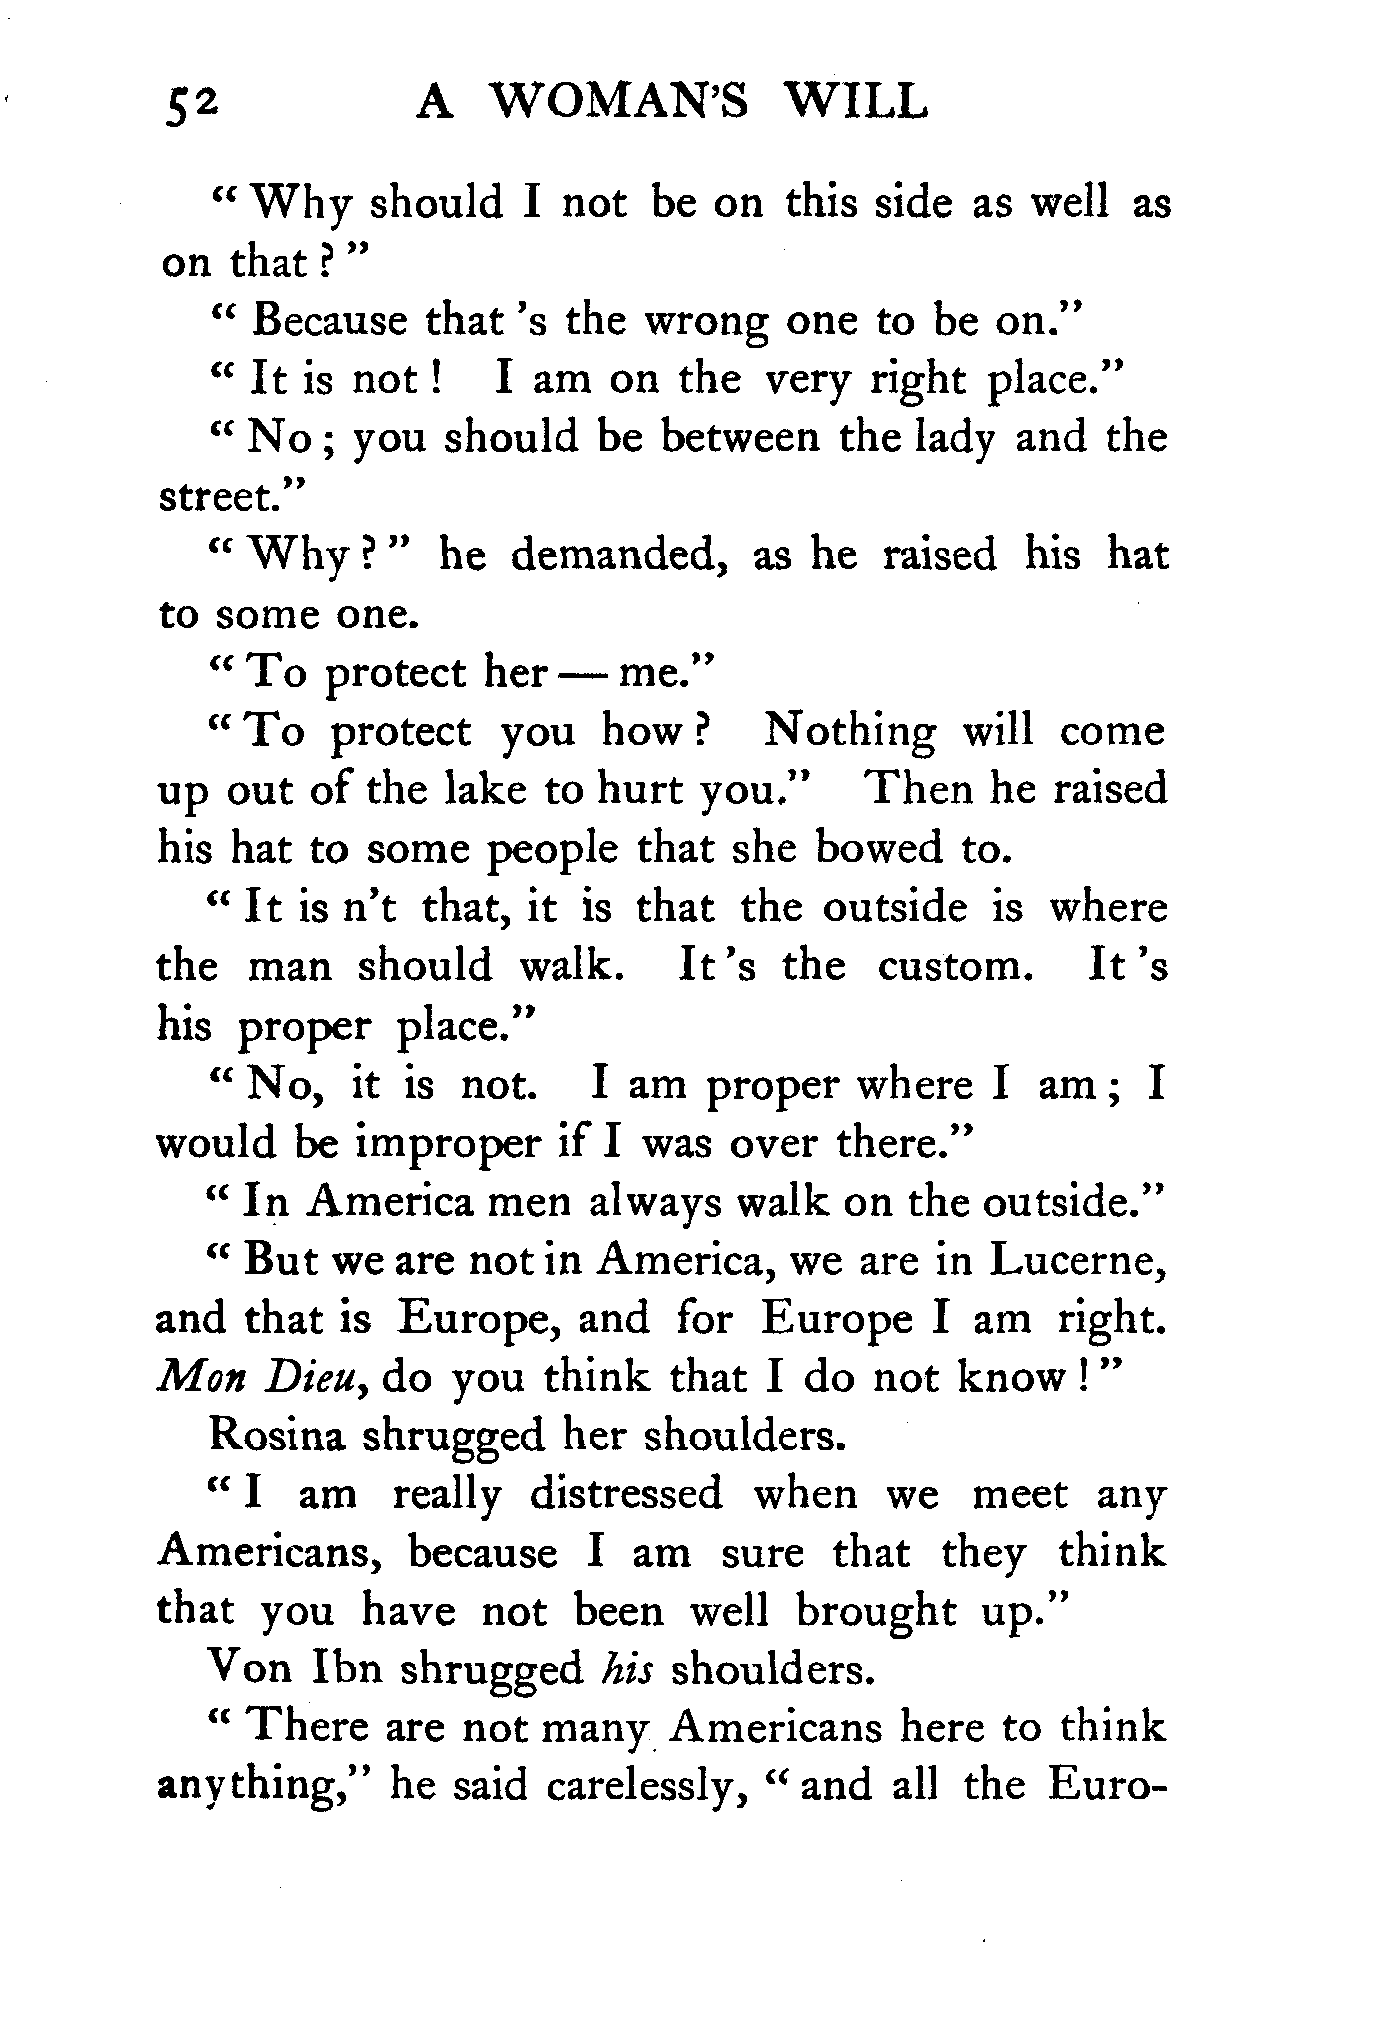 52 A WOMAN'S WILL
“ Why should I not be on this side as well as
on that ? ”
“ Because that 's the wrong one to be on.”
“ It is not ! I am on the very right place.”
“ No ; you should be between the lady and the
street.”
“ Why ? ” he demanded, as he raised his hat
to some one.
“ To protect her — me.”
“ To protect you how ? Nothing will come
up out of the lake to hurt you.” Then he raised
his hat to some people that she bowed to.
“ It is n't that, it is that the outside is where
the man should walk. It 's the custom. It 's
his proper place.”
“ No, it is not. I am proper where I am ; I
would be improper if I was over there.”
“ In America men always walk on the outside.”
“ But we are not in America, we are in Lucerne,
and that is Europe, and for Europe I am right.
Mon Dieu, do you think that I do not know ! ”
Rosina shrugged her shoulders.
“ I am really distressed when we meet any
Americans, because I am sure that they think
that you have not been well brought up.”
Von Ibn shrugged his shoulders.
“ There are not many Americans here to think
anything,” he said carelessly, “ and all the Euro-